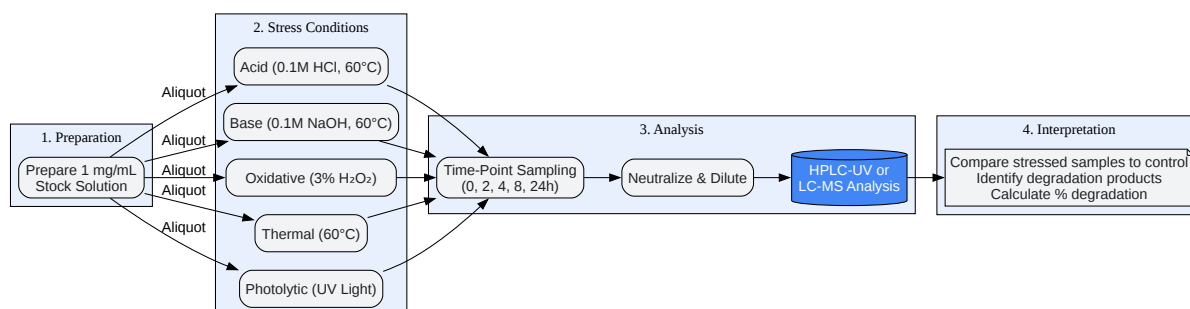 1. Preparation
Prepare 1 mg/mL
Stock Solution
Aliquot
Aliquot
Aliquot
Aliquot
Aliquot
2. Stress Conditions
Acid (0.1M HCl, 60°C)
Base (0.1M NaOH, 60°C)
Oxidative (3% H₂O₂)
Thermal (60°C)
Photolytic (UV Light)
3. Analysis
Time-Point Sampling
(0, 2, 4, 8, 24h)
Neutralize & Dilute
HPLC-UV or
LC-MS Analysis
4. Interpretation
Compare stressed samples to control
Identify degradation products
Calculate % degradation